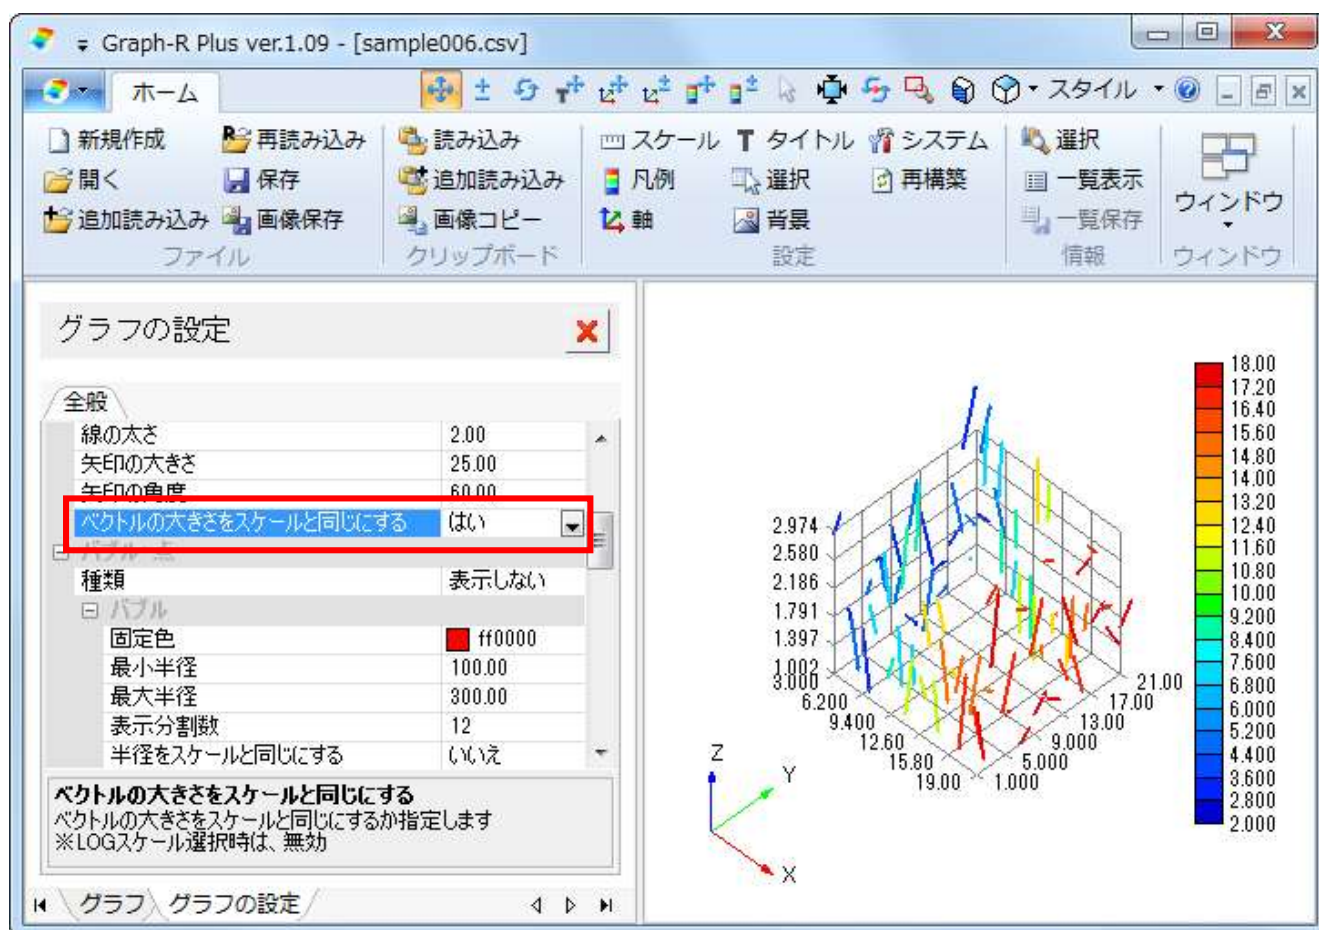 Graph-R Plus ver.1.09 - [sample006.csv]
ホーム
スタイル
新規作成 再読み込み 読み込み スケール タイトル システム 選択
開く 保存 追加読み込み 凡例 選択 再構築 一覧表示
追加読み込み 画像保存 画像コピー 軸 背景 一覧保存
ウィンドウ
ファイル クリップボード 設定 情報 ウィンドウ
グラフの設定
全般
線の太さ 2.00
矢印の大きさ 25.00
矢印の角度 60.00
ベクトルの大きさをスケールと同じにする はい
バブル・点
種類 表示しない
バブル
固定色 ff0000
最小半径 100.00
最大半径 300.00
表示分割数 12
半径をスケールと同じにする いいえ
ベクトルの大きさをスケールと同じにする
ベクトルの大きさをスケールと同じにするか指定します
※LOGスケール選択時は、無効
グラフ グラフの設定
2.974
2.580
2.186
1.791
1.397
1.002
3.000
6.200
9.400
12.60
15.80
19.00
1.000
5.000
9.000
13.00
17.00
21.00
Z
Y
X
18.00
17.20
16.40
15.60
14.80
14.00
13.20
12.40
11.60
10.80
10.00
9.200
8.400
7.600
6.800
6.000
5.200
4.400
3.600
2.800
2.000